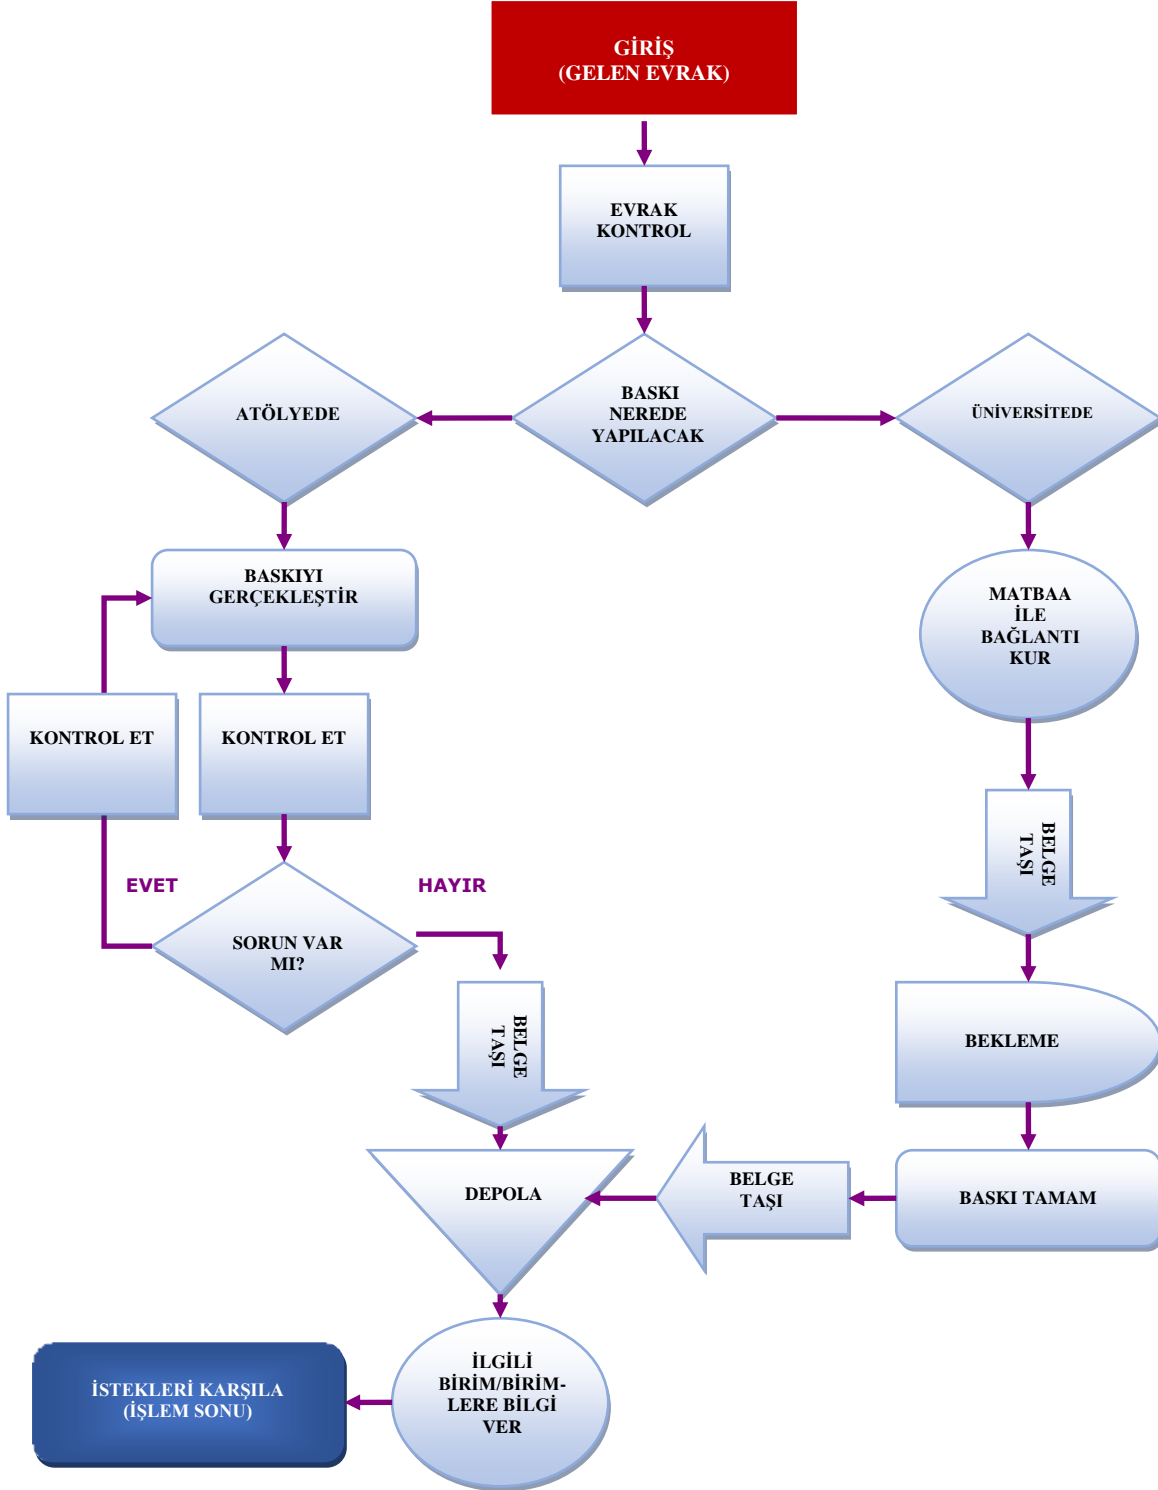 GİRİŞ
(GELEN EVRAK)
EVRAK
KONTROL
ATÖLYEDE
BASKI
NEREDE
YAPILACAK
ÜNİVERSİTEDE
BASKIYI
GERÇEKLEŞTİR
MATBAA
İLE
BAĞLANTI
KUR
KONTROL ET
KONTROL ET
BELGE
TAŞI
EVET
HAYIR
SORUN VAR
MI?
BELGE
TAŞI
BEKLEME
DEPOLA
BELGE
TAŞI
BASKI TAMAM
İLGİLİ
BİRİM/BİRİM-
LERE BİLGİ
VER
İSTEKLERİ KARŞILA
(İŞLEM SONU)